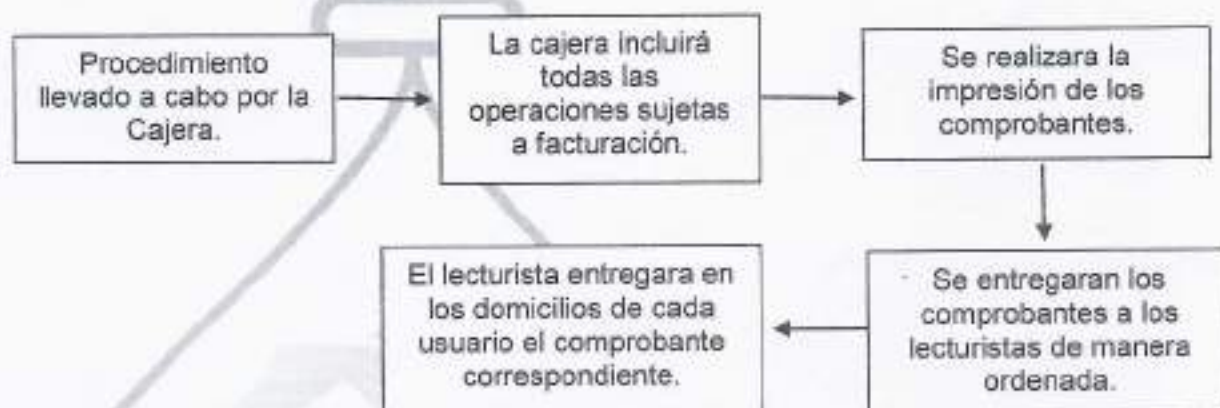 Procedimiento
llevado a cabo por la
Cajera.
La cajera incluirá
todas las
operaciones sujetas
a facturación.
Se realizara la
impresión de los
comprobantes.
Se entregaran los
comprobantes a los
lecturistas de manera
ordenada.
El lecturista entregara en
los domicilios de cada
usuario el comprobante
correspondiente.